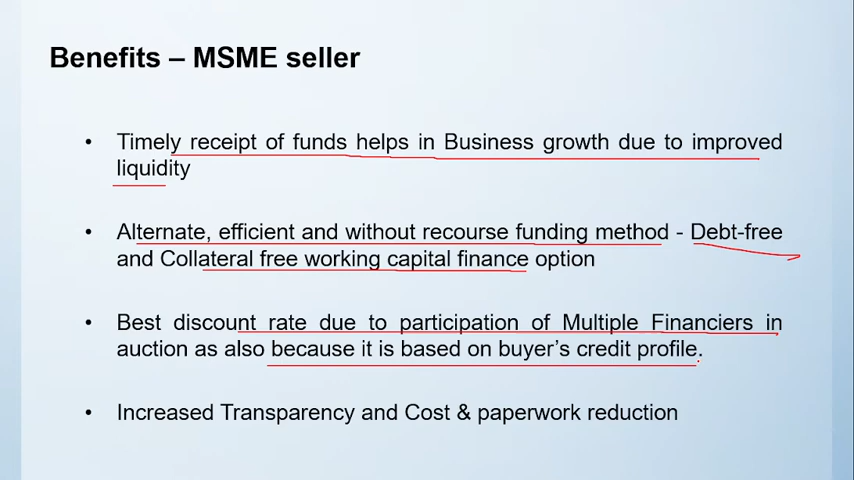 Benefits – MSME seller
• Timely receipt of funds helps in Business growth due to improved
liquidity
• Alternate, efficient and without recourse funding method - Debt-free
and Collateral free working capital finance option
• Best discount rate due to participation of Multiple Financiers in
auction as also because it is based on buyer’s credit profile.
• Increased Transparency and Cost & paperwork reduction